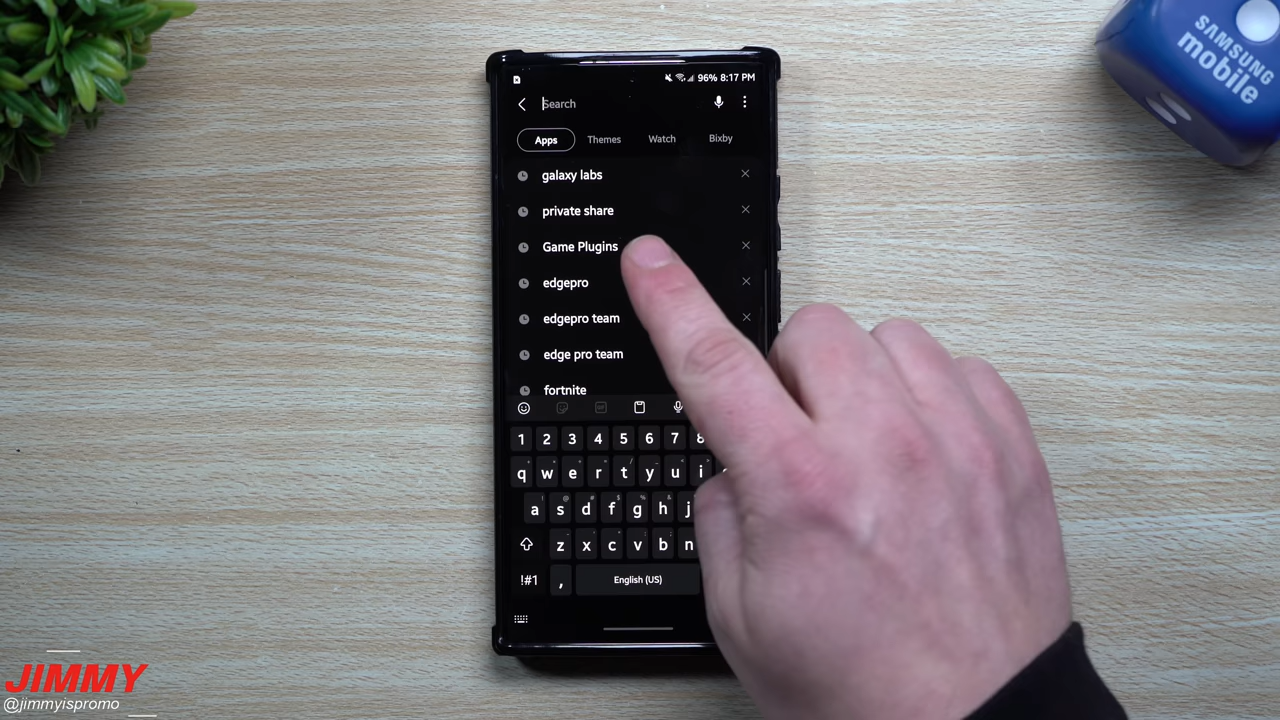 SAMSUNG
mobile
96% 8:17 PM
Search
Apps Themes Watch Bixby
galaxy labs
private share
Game Plugins
edgepro
edgepro team
edge pro team
fortnite
GIF
1 2 3 4 5 6 7 8
q w e r t y u i
a s d f g h j
z x c v b n
!#1 , English (US)
JIMMY
@jimmyispromo